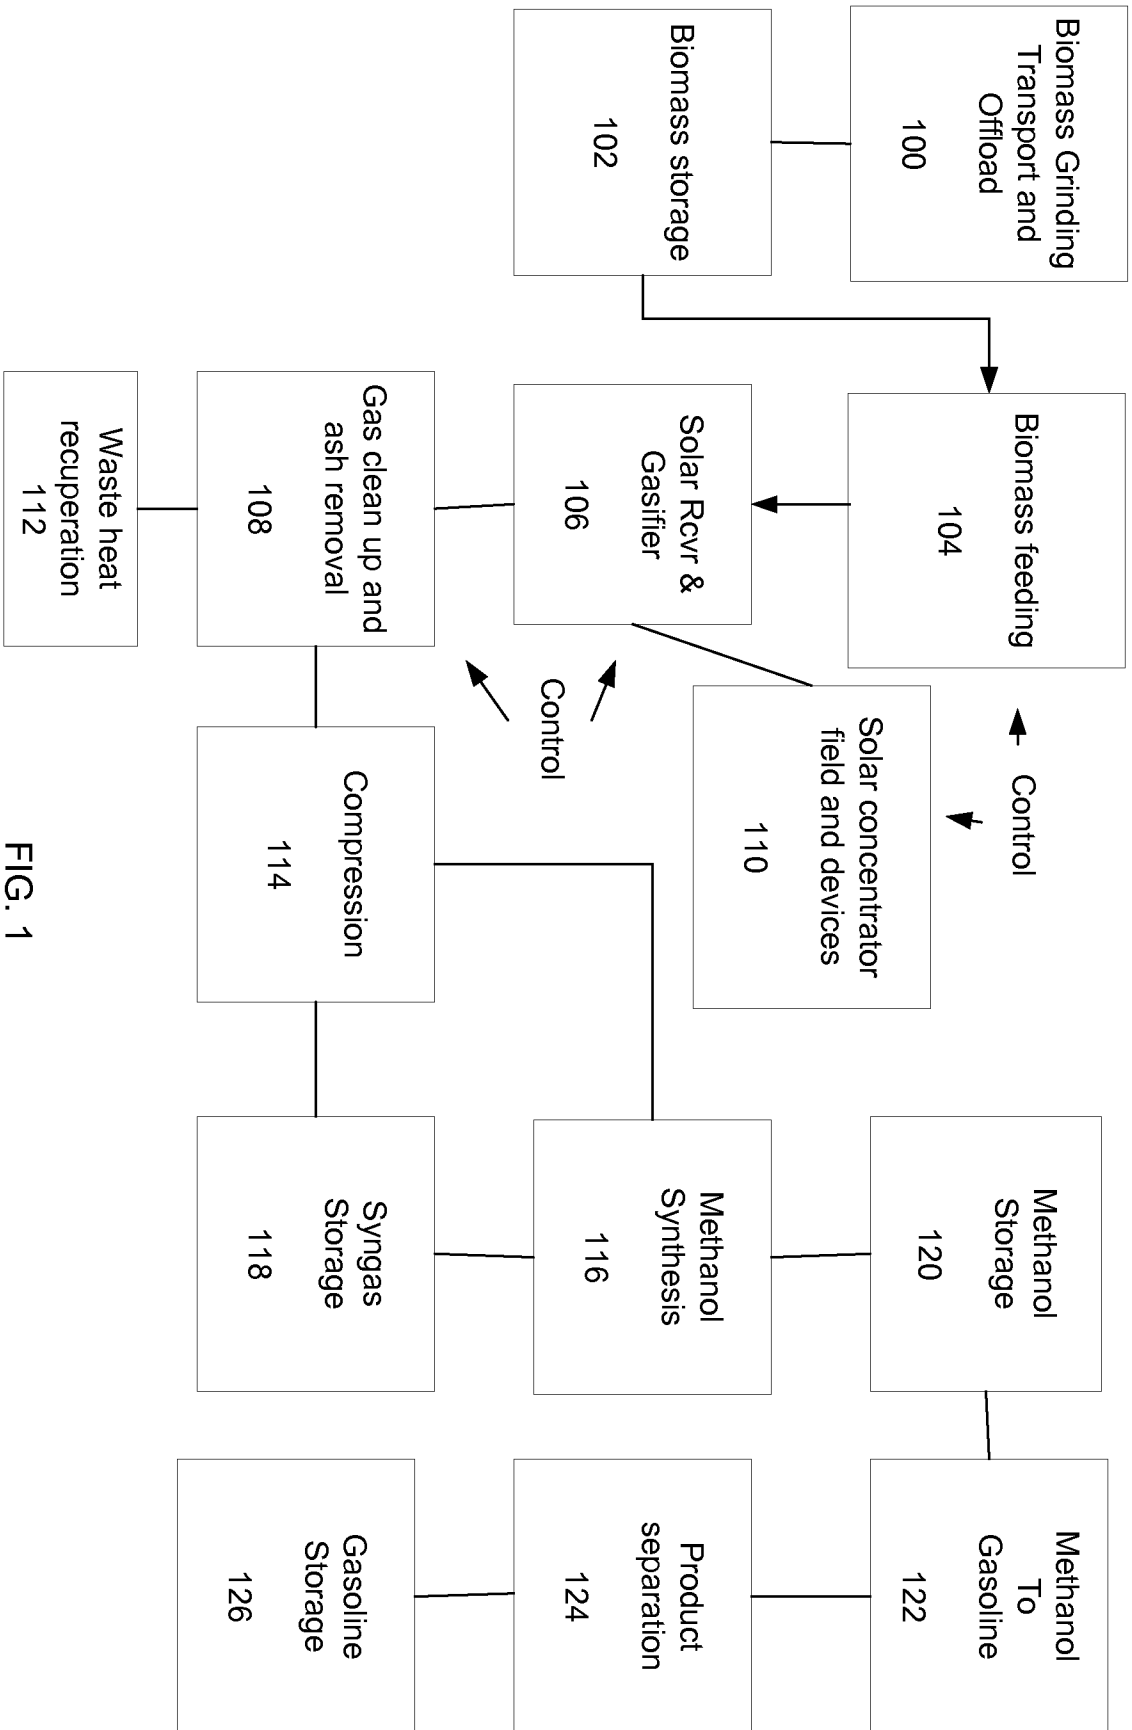 Biomass Grinding
Transport and
Offload
100
Biomass storage
102
Biomass feeding
104
Control
Solar concentrator
field and devices
110
Solar Rcvr &
Gasifier
106
Control
Gas clean up and
ash removal
108
Waste heat
recuperation
112
Compression
114
Methanol
Storage
120
Methanol
Synthesis
116
Syngas
Storage
118
Methanol
To
Gasoline
122
Product
separation
124
Gasoline
Storage
126
FIG. 1